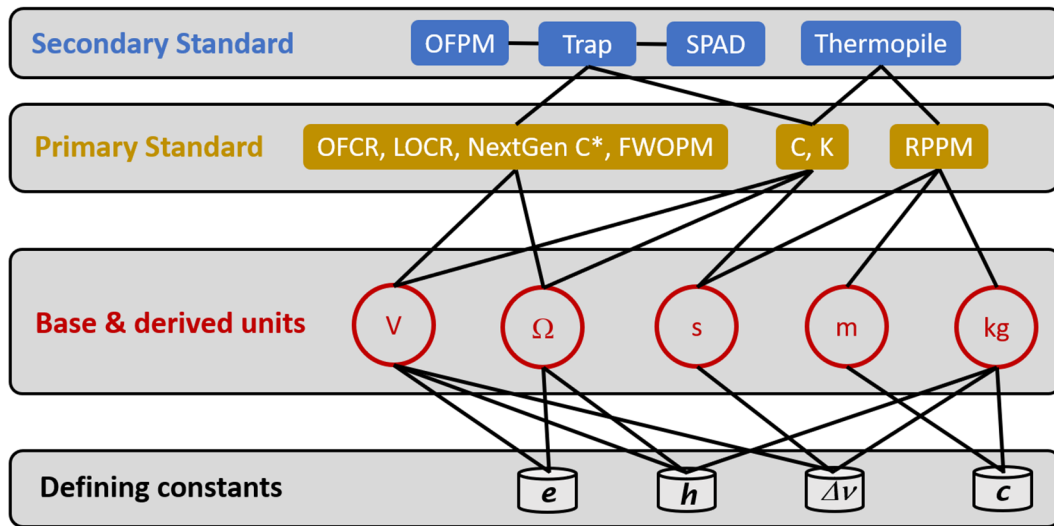 Secondary Standard
OFPM
Trap
SPAD
Thermopile
Primary Standard
OFCR, LOCR, NextGen C*, FWOPM
C, K
RPPM
Base & derived units
V
Ω
s
m
kg
Defining constants
e
h
Δν
c